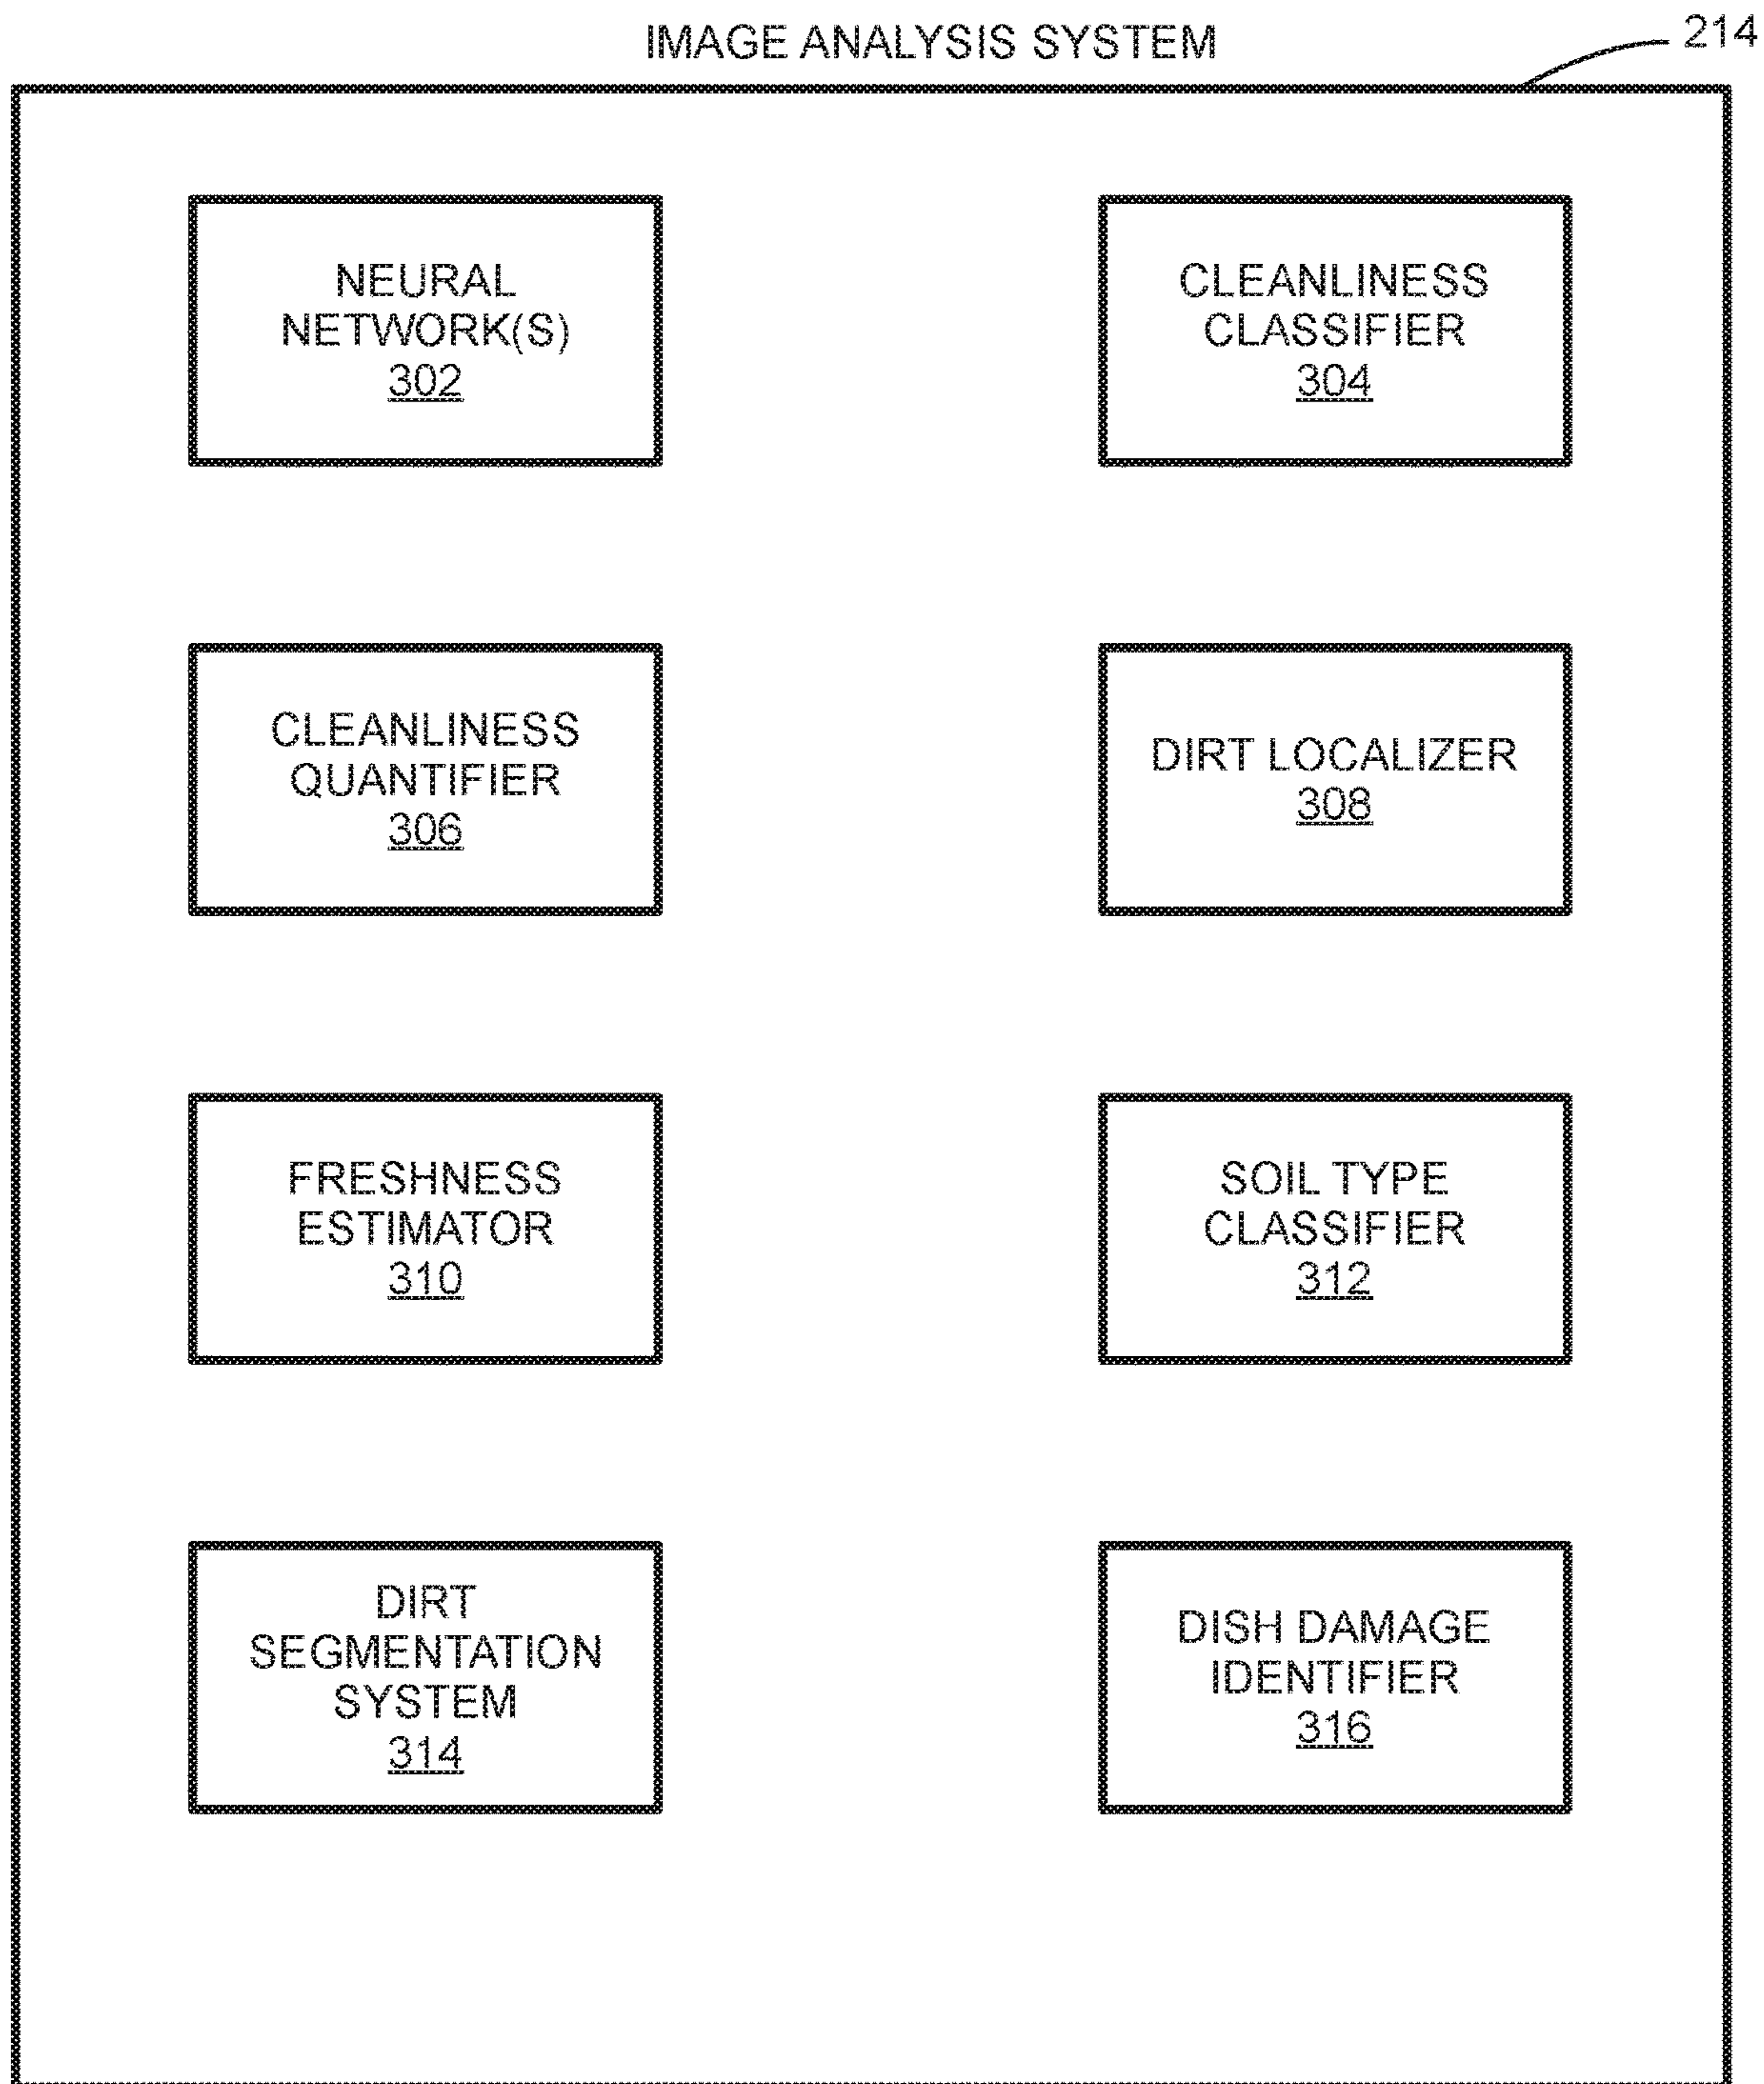 IMAGE ANALYSIS SYSTEM
214
NEURAL
NETWORK(S)
302
CLEANLINESS
CLASSIFIER
304
CLEANLINESS
QUANTIFIER
306
DIRT LOCALIZER
308
FRESHNESS
ESTIMATOR
310
SOIL TYPE
CLASSIFIER
312
DIRT
SEGMENTATION
SYSTEM
314
DISH DAMAGE
IDENTIFIER
316